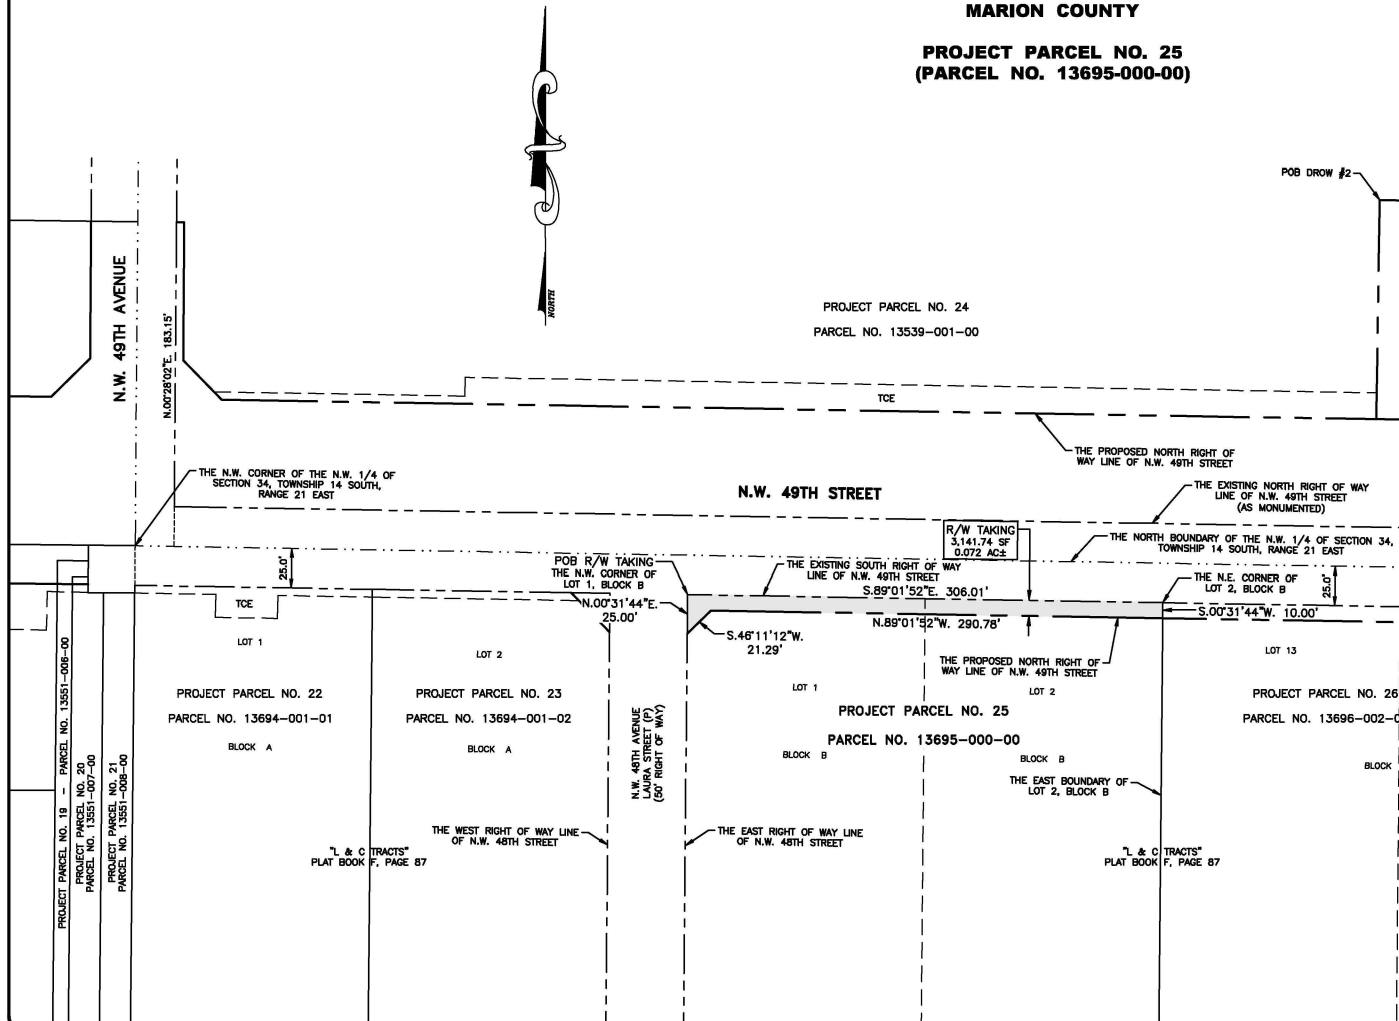 MARION COUNTY
PROJECT PARCEL NO. 25
(PARCEL NO. 13695-000-00)
NORTH
POB DROW #2
N.W. 49TH AVENUE
N.00°28'02"E. 183.15'
PROJECT PARCEL NO. 24
PARCEL NO. 13539-001-00
TCE
THE PROPOSED NORTH RIGHT OF
WAY LINE OF N.W. 49TH STREET
THE N.W. CORNER OF THE N.W. 1/4 OF
SECTION 34, TOWNSHIP 14 SOUTH,
RANGE 21 EAST
N.W. 49TH STREET
THE EXISTING NORTH RIGHT OF WAY
LINE OF N.W. 49TH STREET
(AS MONUMENTED)
R/W TAKING
3,141.74 SF
0.072 AC±
THE NORTH BOUNDARY OF THE N.W. 1/4 OF SECTION 34,
TOWNSHIP 14 SOUTH, RANGE 21 EAST
25.0'
POB R/W TAKING
THE N.W. CORNER OF
LOT 1, BLOCK B
THE EXISTING SOUTH RIGHT OF WAY
LINE OF N.W. 49TH STREET
S.89°01'52"E. 306.01'
THE N.E. CORNER OF
LOT 2, BLOCK B
25.0'
TCE
N.00°31'44"E.
25.00'
S.00°31'44"W. 10.00'
N.89°01'52"W. 290.78'
S.46°11'12"W.
21.29'
THE PROPOSED NORTH RIGHT OF
WAY LINE OF N.W. 49TH STREET
LOT 1
LOT 2
LOT 1
LOT 2
LOT 13
PROJECT PARCEL NO. 22
PARCEL NO. 13694-001-01
BLOCK A
PROJECT PARCEL NO. 23
PARCEL NO. 13694-001-02
BLOCK A
N.W. 48TH AVENUE
LAURA STREET (P)
(50' RIGHT OF WAY)
PROJECT PARCEL NO. 25
PARCEL NO. 13695-000-00
BLOCK B
BLOCK B
PROJECT PARCEL NO. 26
PARCEL NO. 13696-002-0
BLOCK
THE EAST BOUNDARY OF
LOT 2, BLOCK B
PROJECT PARCEL NO. 19 - PARCEL NO. 13551-006-00
PROJECT PARCEL NO. 20
PARCEL NO. 13551-007-00
PROJECT PARCEL NO. 21
PARCEL NO. 13551-008-00
THE WEST RIGHT OF WAY LINE
OF N.W. 48TH STREET
THE EAST RIGHT OF WAY LINE
OF N.W. 48TH STREET
"L & C TRACTS"
PLAT BOOK F, PAGE 87
"L & C TRACTS"
PLAT BOOK F, PAGE 87